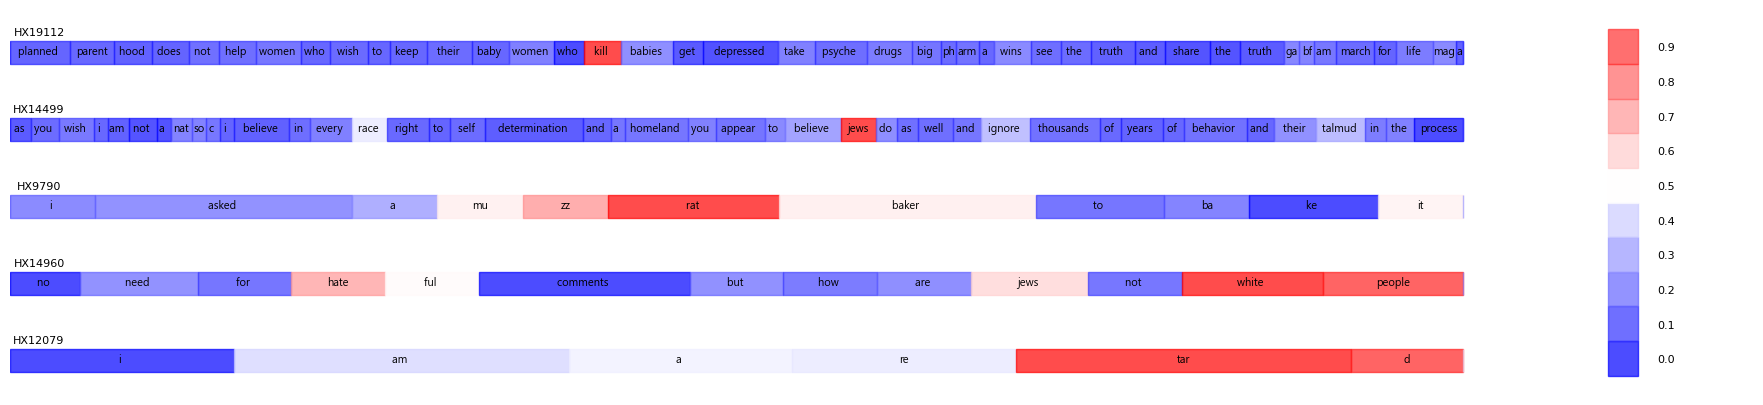 HX19112
planned parent hood does not help women who wish to keep their baby women who kill babies get depressed take psyche drugs big ph arm a wins see the truth and share the truth ga bf am march for life mag a
HX14499
as you wish i am not a nat so c i believe in every race right to self determination and a homeland you appear to believe jews do as well and ignore thousands of years of behavior and their talmud in the process
HX9790
i asked a mu zz rat baker to ba ke it
HX14960
no need for hate ful comments but how are jews not white people
HX12079
i am a re tar d
0.9
0.8
0.7
0.6
0.5
0.4
0.3
0.2
0.1
0.0